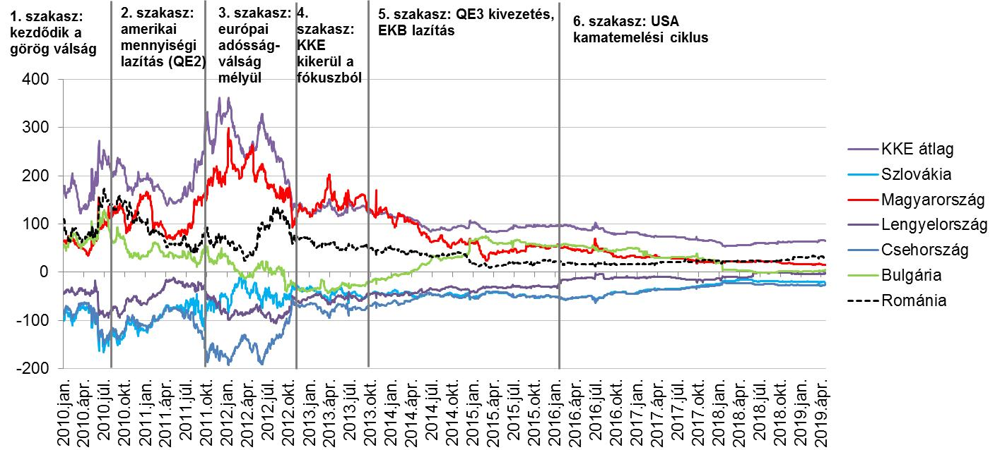 1. szakasz:
kezdődik a
görög válság
2. szakasz:
amerikai
mennyiségi
lazítás (QE2)
3. szakasz:
európai
adósság-
válság
mélyül
4.
szakasz:
KKE
kikerül a
fókuszból
5. szakasz: QE3 kivezetés,
EKB lazítás
6. szakasz: USA
kamatemelési ciklus
400
300
200
100
0
-100
-200
2010.jan.
2010.ápr.
2010.júl.
2010.okt.
2011.jan.
2011.ápr.
2011.júl.
2011.okt.
2012.jan.
2012.ápr.
2012.júl.
2012.okt.
2013.jan.
2013.ápr.
2013.júl.
2013.okt.
2014.jan.
2014.ápr.
2014.júl.
2014.okt.
2015.jan.
2015.ápr.
2015.júl.
2015.okt.
2016.jan.
2016.ápr.
2016.júl.
2016.okt.
2017.jan.
2017.ápr.
2017.júl.
2017.okt.
2018.jan.
2018.ápr.
2018.júl.
2018.okt.
2019.jan.
2019.ápr.
KKE átlag
Szlovákia
Magyarország
Lengyelország
Csehország
Bulgária
Románia